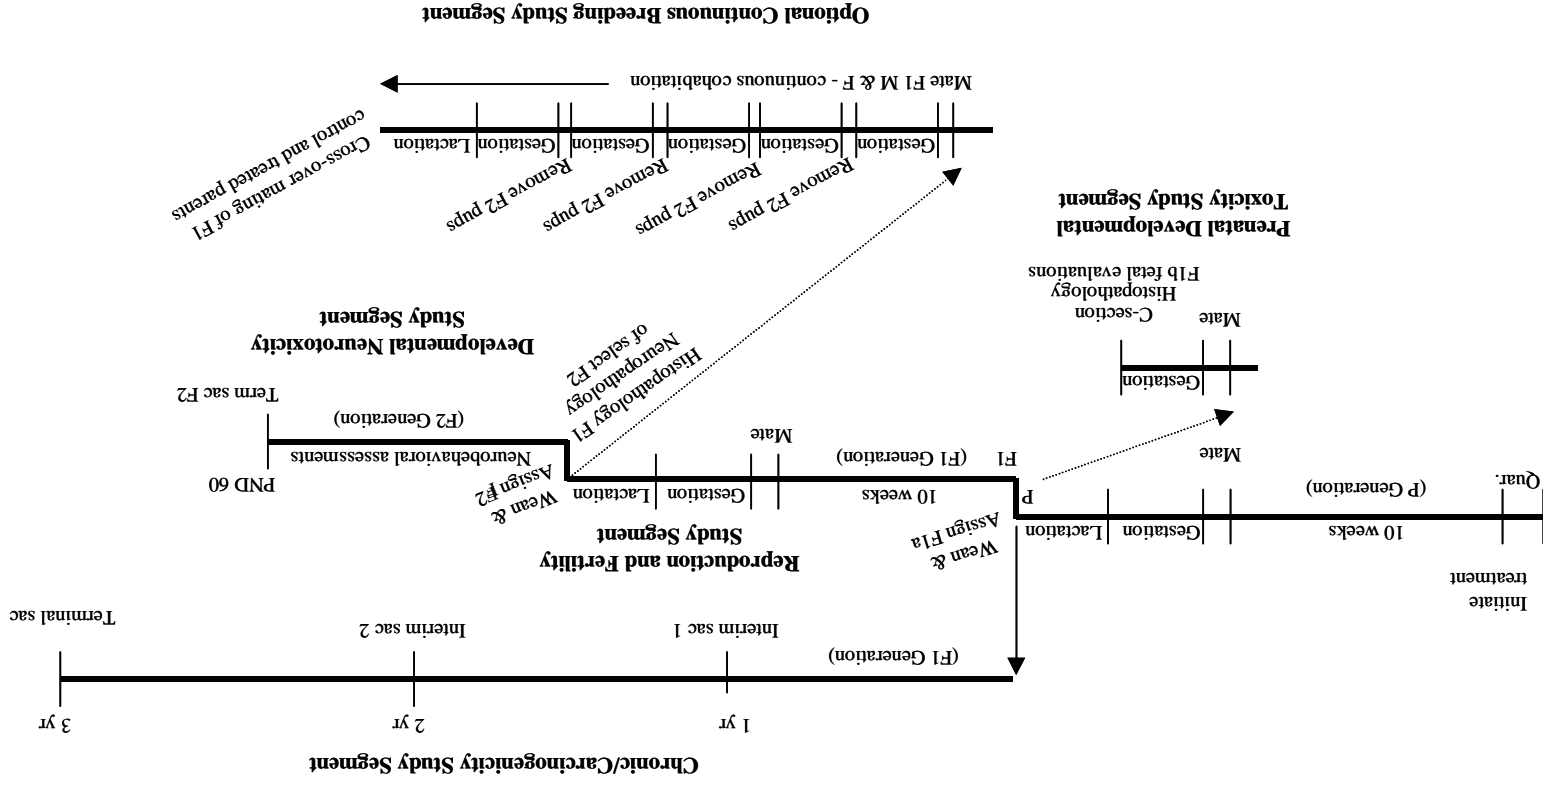 Chronic/Carcinogenicity Study Segment
1 yr
2 yr
3 yr
(F1 Generation)
Interim sac 1
Interim sac 2
Terminal sac
Initiate
treatment
Quar.
10 weeks
(P Generation)
Mate
Gestation
Lactation
P
Wean &
Assign F1a
Reproduction and Fertility
Study Segment
F1
10 weeks
(F1 Generation)
Mate
Gestation
Lactation
Wean &
Assign F2
PND 60
Neurobehavioral assessments
(F2 Generation)
Term sac F2
Developmental Neurotoxicity
Study Segment
Histopathology F1
Neuropathology
of select F2
Gestation
Mate
C-section
Histopathology
F1b fetal evaluations
Prenatal Developmental
Toxicity Study Segment
Remove F2 pups
Remove F2 pups
Remove F2 pups
Remove F2 pups
Cross-over mating of F1
control and treated parents
Gestation
Gestation
Gestation
Gestation
Gestation
Lactation
Mate F1 M & F - continuous cohabitation
Optional Continuous Breeding Study Segment